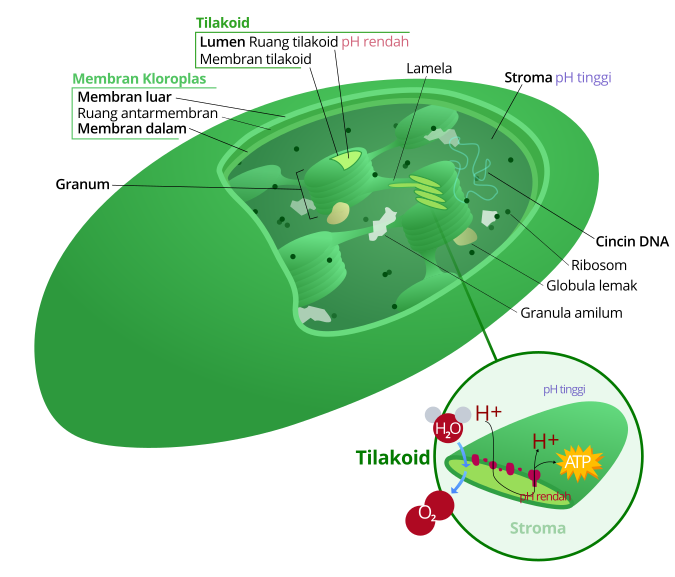 Tilakoid
Lumen Ruang tilakoid pH rendah
Membran tilakoid
Lamela
Stroma pH tinggi
Membran Kloroplas
Membran luar
Ruang antarmembran
Membran dalam
Granum
Cincin DNA
Ribosom
Globula lemak
Granula amilum
pH tinggi
H+
H₂O
H+
Tilakoid
ATP
pH rendah
O₂
Stroma